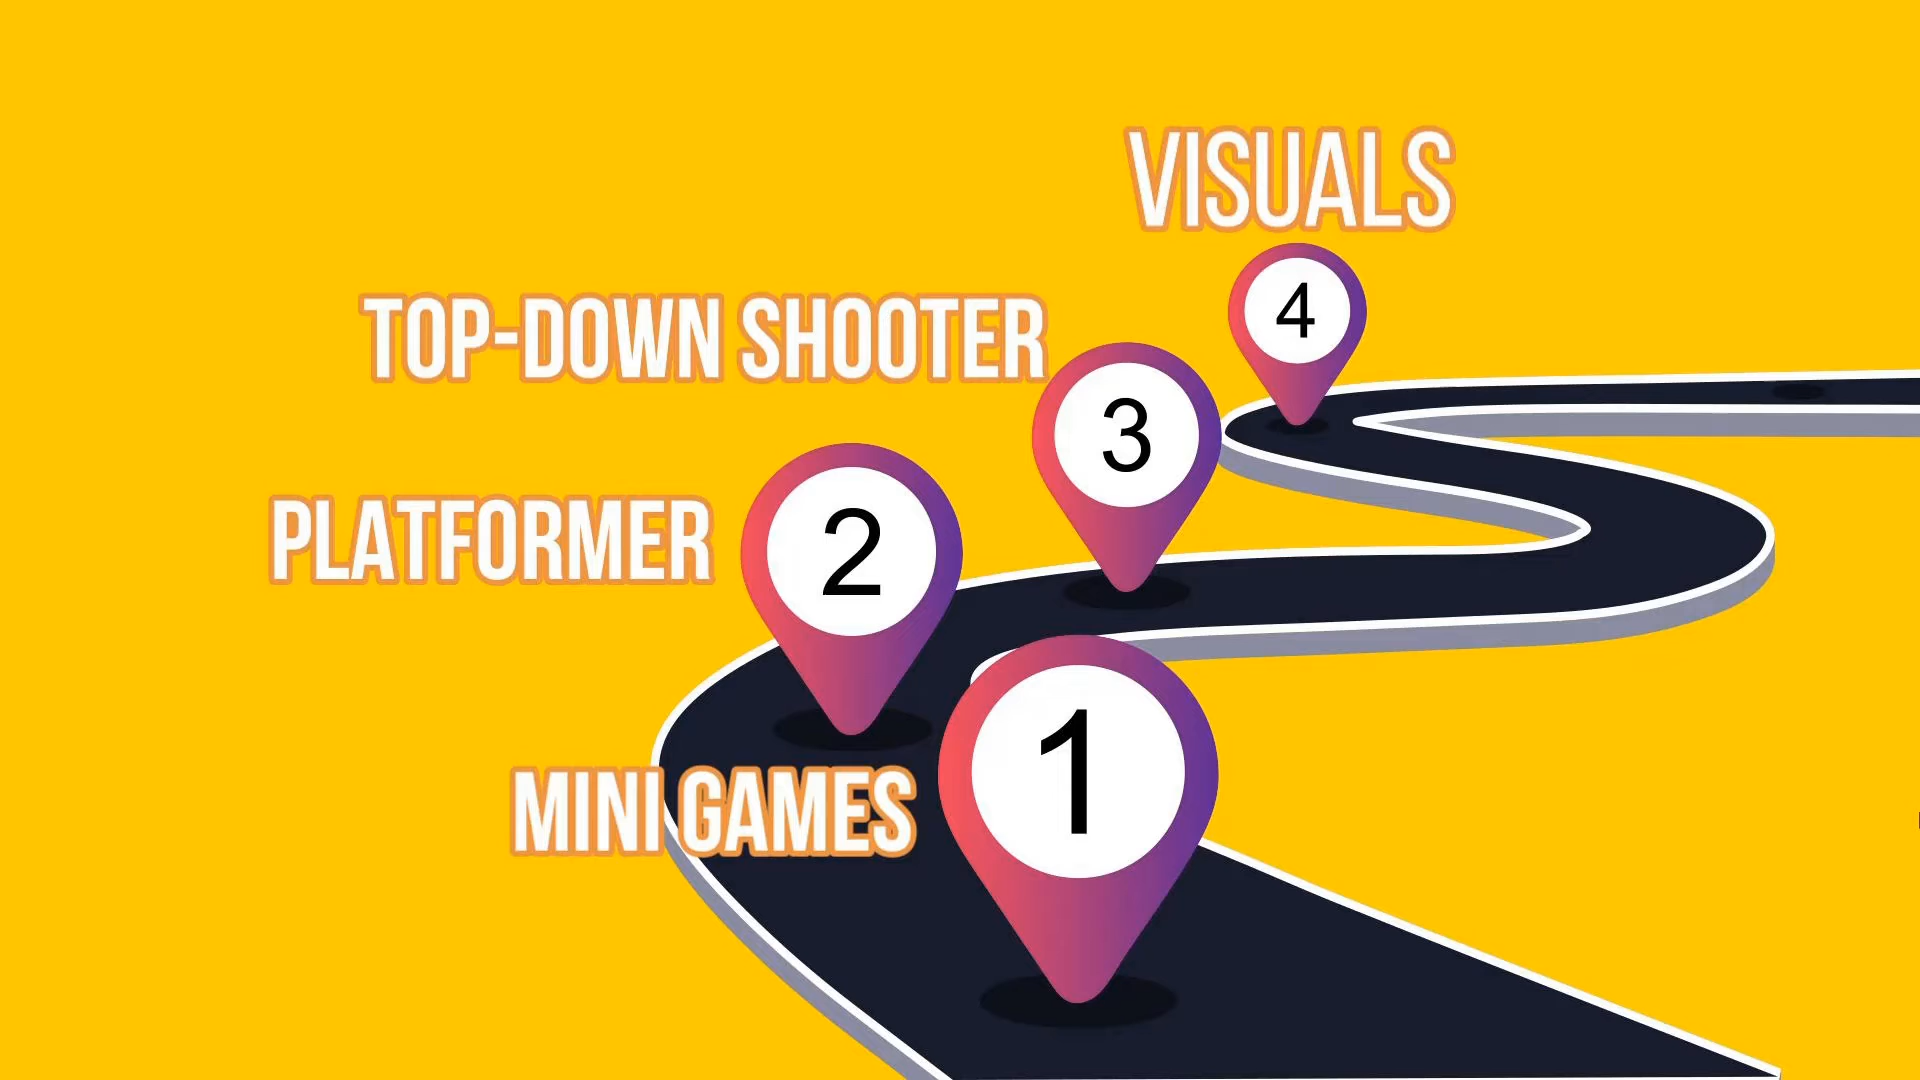 VISUALS
4
TOP-DOWN SHOOTER
3
PLATFORMER
2
MINI GAMES
1